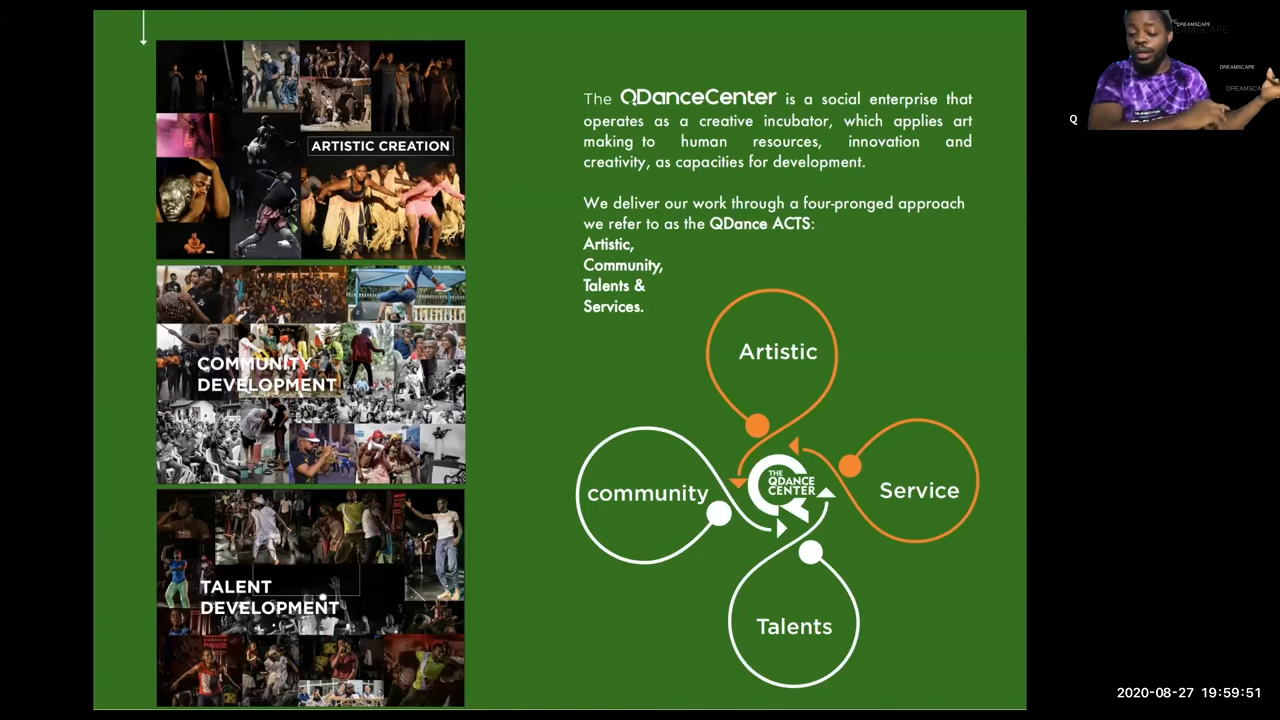 ARTISTIC CREATION
COMMUNITY
DEVELOPMENT
TALENT
DEVELOPMENT
The QDanceCenter is a social enterprise that
operates as a creative incubator, which applies art
making to human resources, innovation and
creativity, as capacities for development.
We deliver our work through a four-pronged approach
we refer to as the QDance ACTS:
Artistic,
Community,
Talents &
Services.
Artistic
community
THE
QDANCE
CENTER
Service
Talents
DREAMSCAPE
DREAMSCAPE
DREAMSCA
Q
2020-08-27 19:59:51